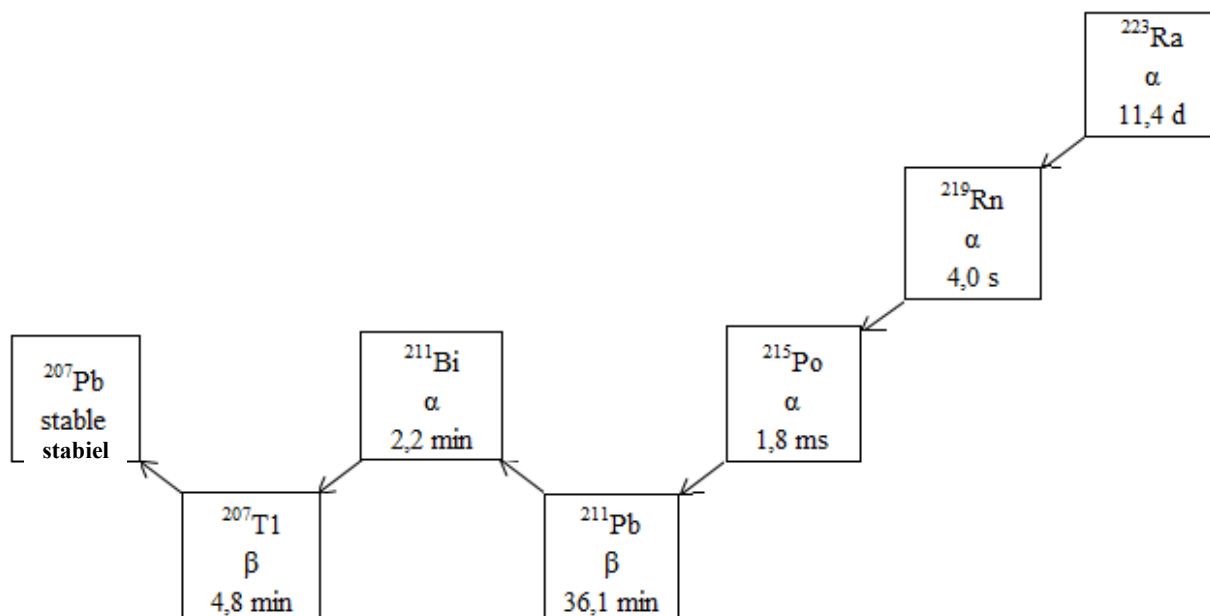 ²²³Ra
α
11,4 d
²¹⁹Rn
α
4,0 s
²¹⁵Po
α
1,8 ms
²¹¹Pb
β
36,1 min
²¹¹Bi
α
2,2 min
²⁰⁷T1
β
4,8 min
²⁰⁷Pb
stable
stabiel